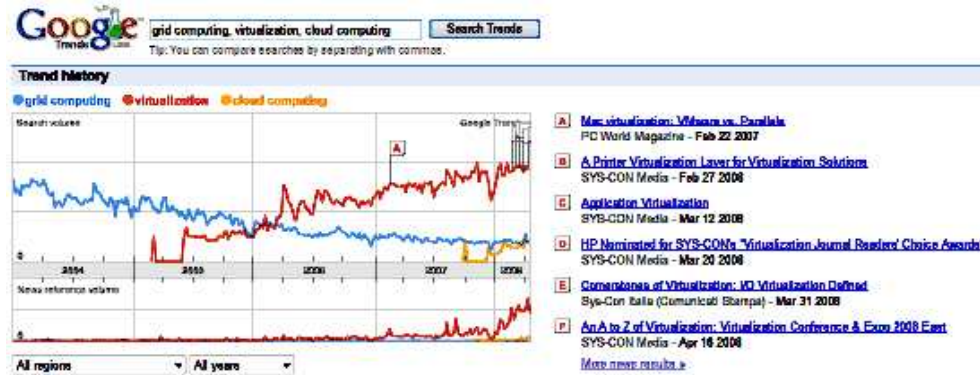 Google
Trends Labs
grid computing, virtualization, cloud computing
Search Trends
Tip: You can compare searches by separating with commas.
Trend history
grid computing virtualization cloud computing
Search volume
Google Trends
A
0
2004 2005 2006 2007 2008
News reference volume
0
All regions All years
A Mac virtualization: VMware vs. Parallels
PC World Magazine - Feb 22 2007
B A Printer Virtualization Layer for Virtualization Solutions
SYS-CON Media - Feb 27 2008
C Application Virtualization
SYS-CON Media - Mar 12 2008
D HP Nominated for SYS-CON's "Virtualization Journal Readers' Choice Awards
SYS-CON Media - Mar 20 2008
E Cornerstones of Virtualization: I/O Virtualization Defined
Sys-Con Italia (Comunicati Stampa) - Mar 31 2008
F An A to Z of Virtualization: Virtualization Conference & Expo 2008 East
SYS-CON Media - Apr 16 2008
More news results »